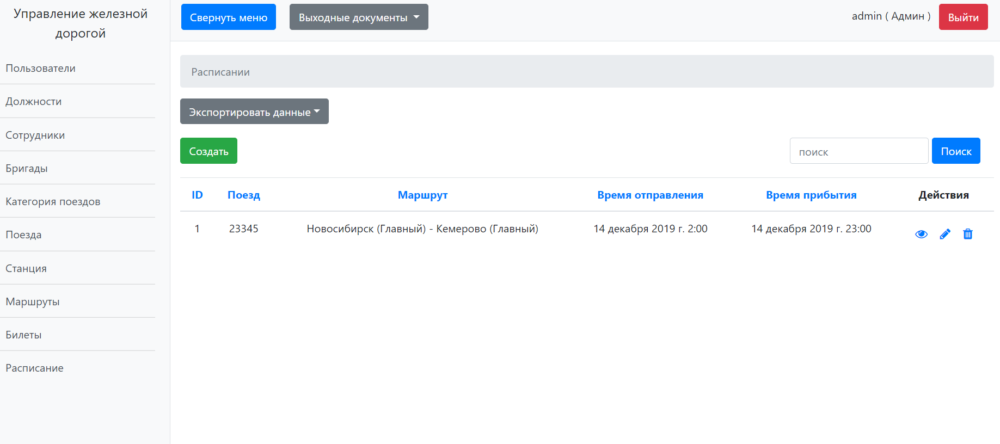 Управление железной
дорогой
Пользователи
Должности
Сотрудники
Бригады
Категория поездов
Поезда
Станция
Маршруты
Билеты
Расписание
Свернуть меню
Выходные документы
admin ( Админ )
Выйти
Расписании
Экспортировать данные
Создать
поиск
Поиск
ID Поезд Маршрут Время отправления Время прибытия Действия
1 23345 Новосибирск (Главный) - Кемерово (Главный) 14 декабря 2019 г. 2:00 14 декабря 2019 г. 23:00